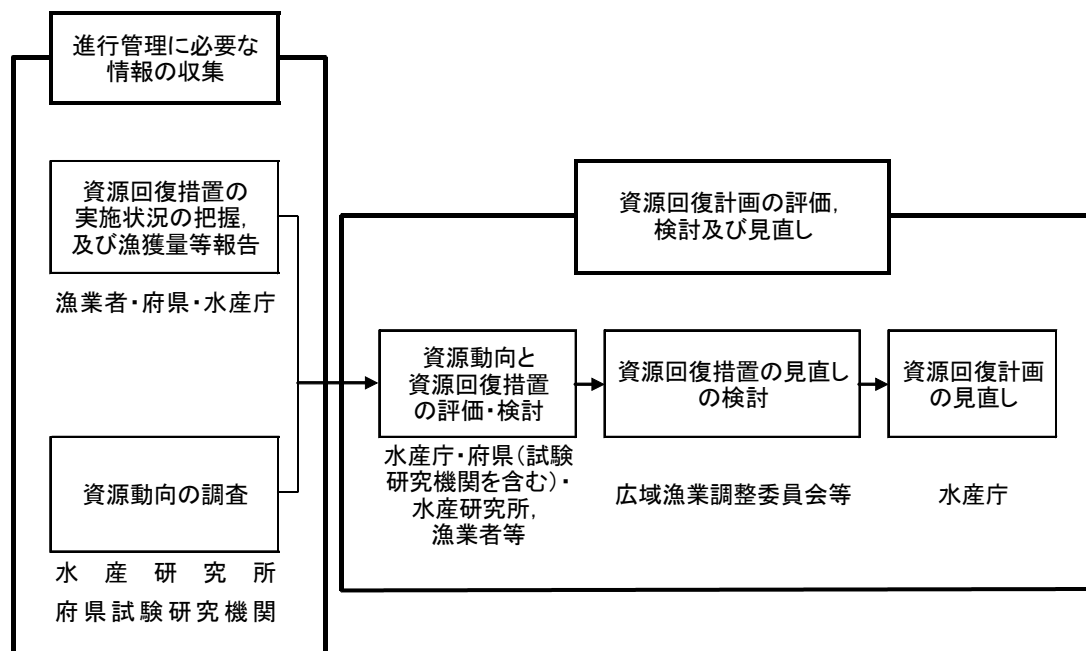 進行管理に必要な
情報の収集
資源回復措置の
実施状況の把握,
及び漁獲量等報告
漁業者・府県・水産庁
資源動向の調査
水産研究所
府県試験研究機関
資源回復計画の評価,
検討及び見直し
資源動向と
資源回復措置
の評価・検討
水産庁・府県(試験
研究機関を含む)・
水産研究所,
漁業者等
資源回復措置の見直し
の検討
広域漁業調整委員会等
資源回復計画
の見直し
水産庁